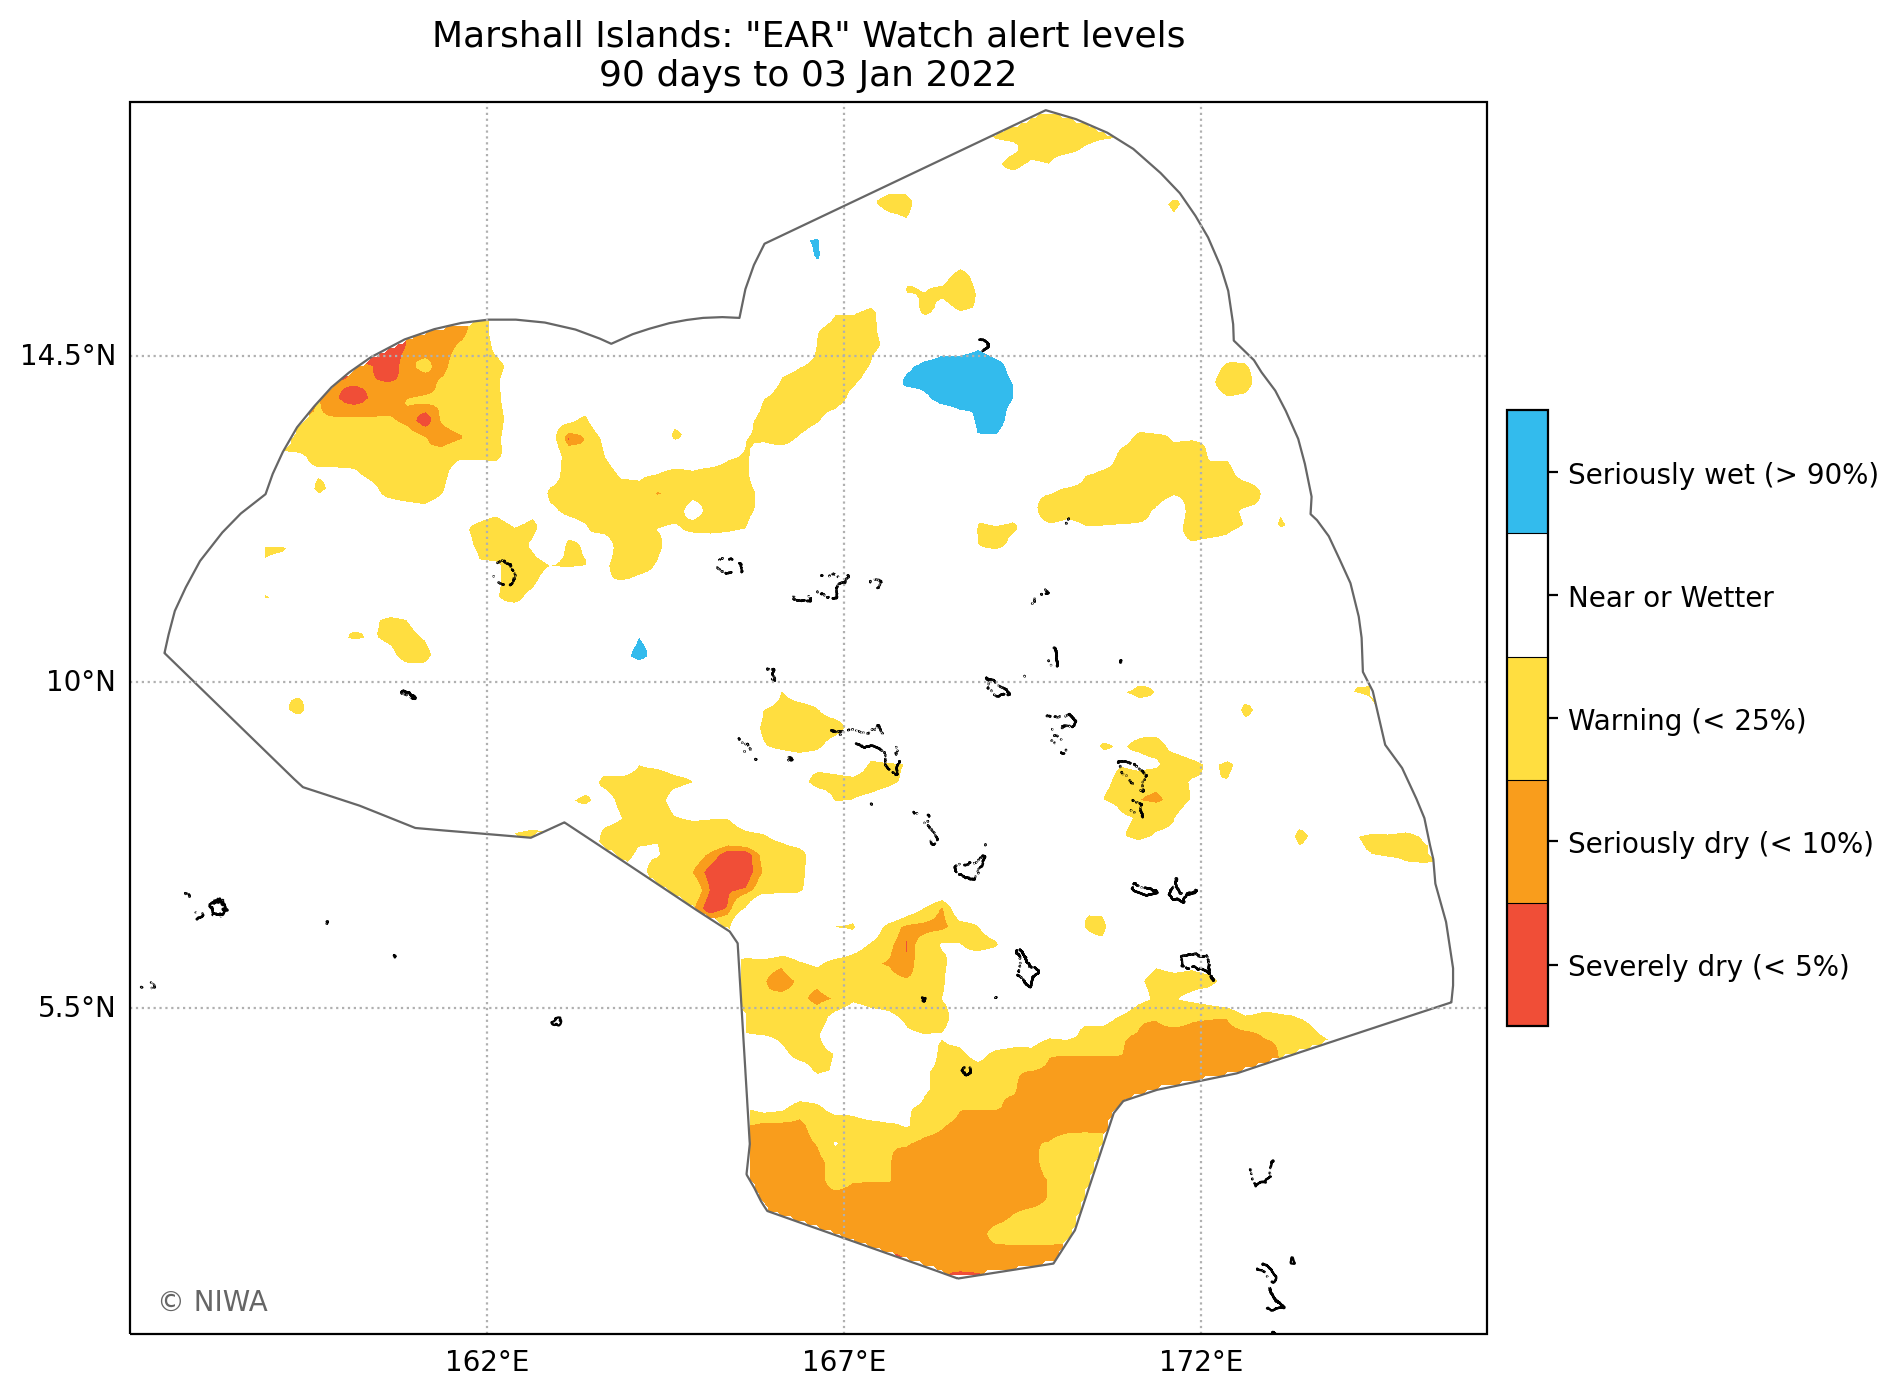 Marshall Islands: "EAR" Watch alert levels
90 days to 03 Jan 2022
14.5°N
10°N
5.5°N
162°E
167°E
172°E
Seriously wet (> 90%)
Near or Wetter
Warning (< 25%)
Seriously dry (< 10%)
Severely dry (< 5%)
© NIWA